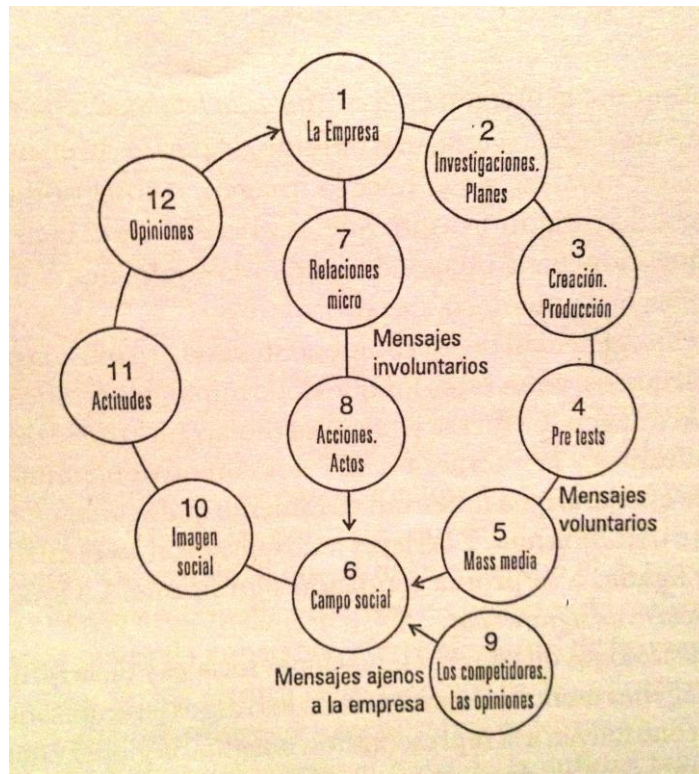 1
La Empresa
2
Investigaciones.
Planes
3
Creación.
Producción
4
Pre tests
Mensajes
voluntarios
5
Mass media
6
Campo social
7
Relaciones
micro
Mensajes
involuntarios
8
Acciones.
Actos
9
Los competidores.
Las opiniones
Mensajes ajenos
a la empresa
10
Imagen
social
11
Actitudes
12
Opiniones